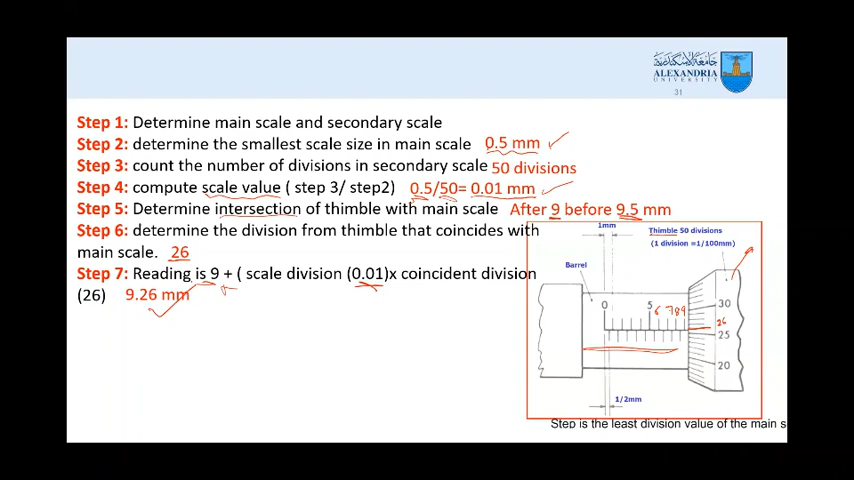 جامعة الإسكندرية
ALEXANDRIA
UNIVERSITY
31
Step 1: Determine main scale and secondary scale
Step 2: determine the smallest scale size in main scale 0.5 mm
Step 3: count the number of divisions in secondary scale 50 divisions
Step 4: compute scale value ( step 3/ step2) 0.5/50= 0.01 mm
Step 5: Determine intersection of thimble with main scale After 9 before 9.5 mm
Step 6: determine the division from thimble that coincides with
main scale. 26
Step 7: Reading is 9 + ( scale division (0.01)x coincident division
(26) 9.26 mm
1mm
Thimble 50 divisions
(1 division =1/100mm)
Barrel
0 5 6 7 8 9
30
26
25
20
1/2mm
Step is the least division value of the main s